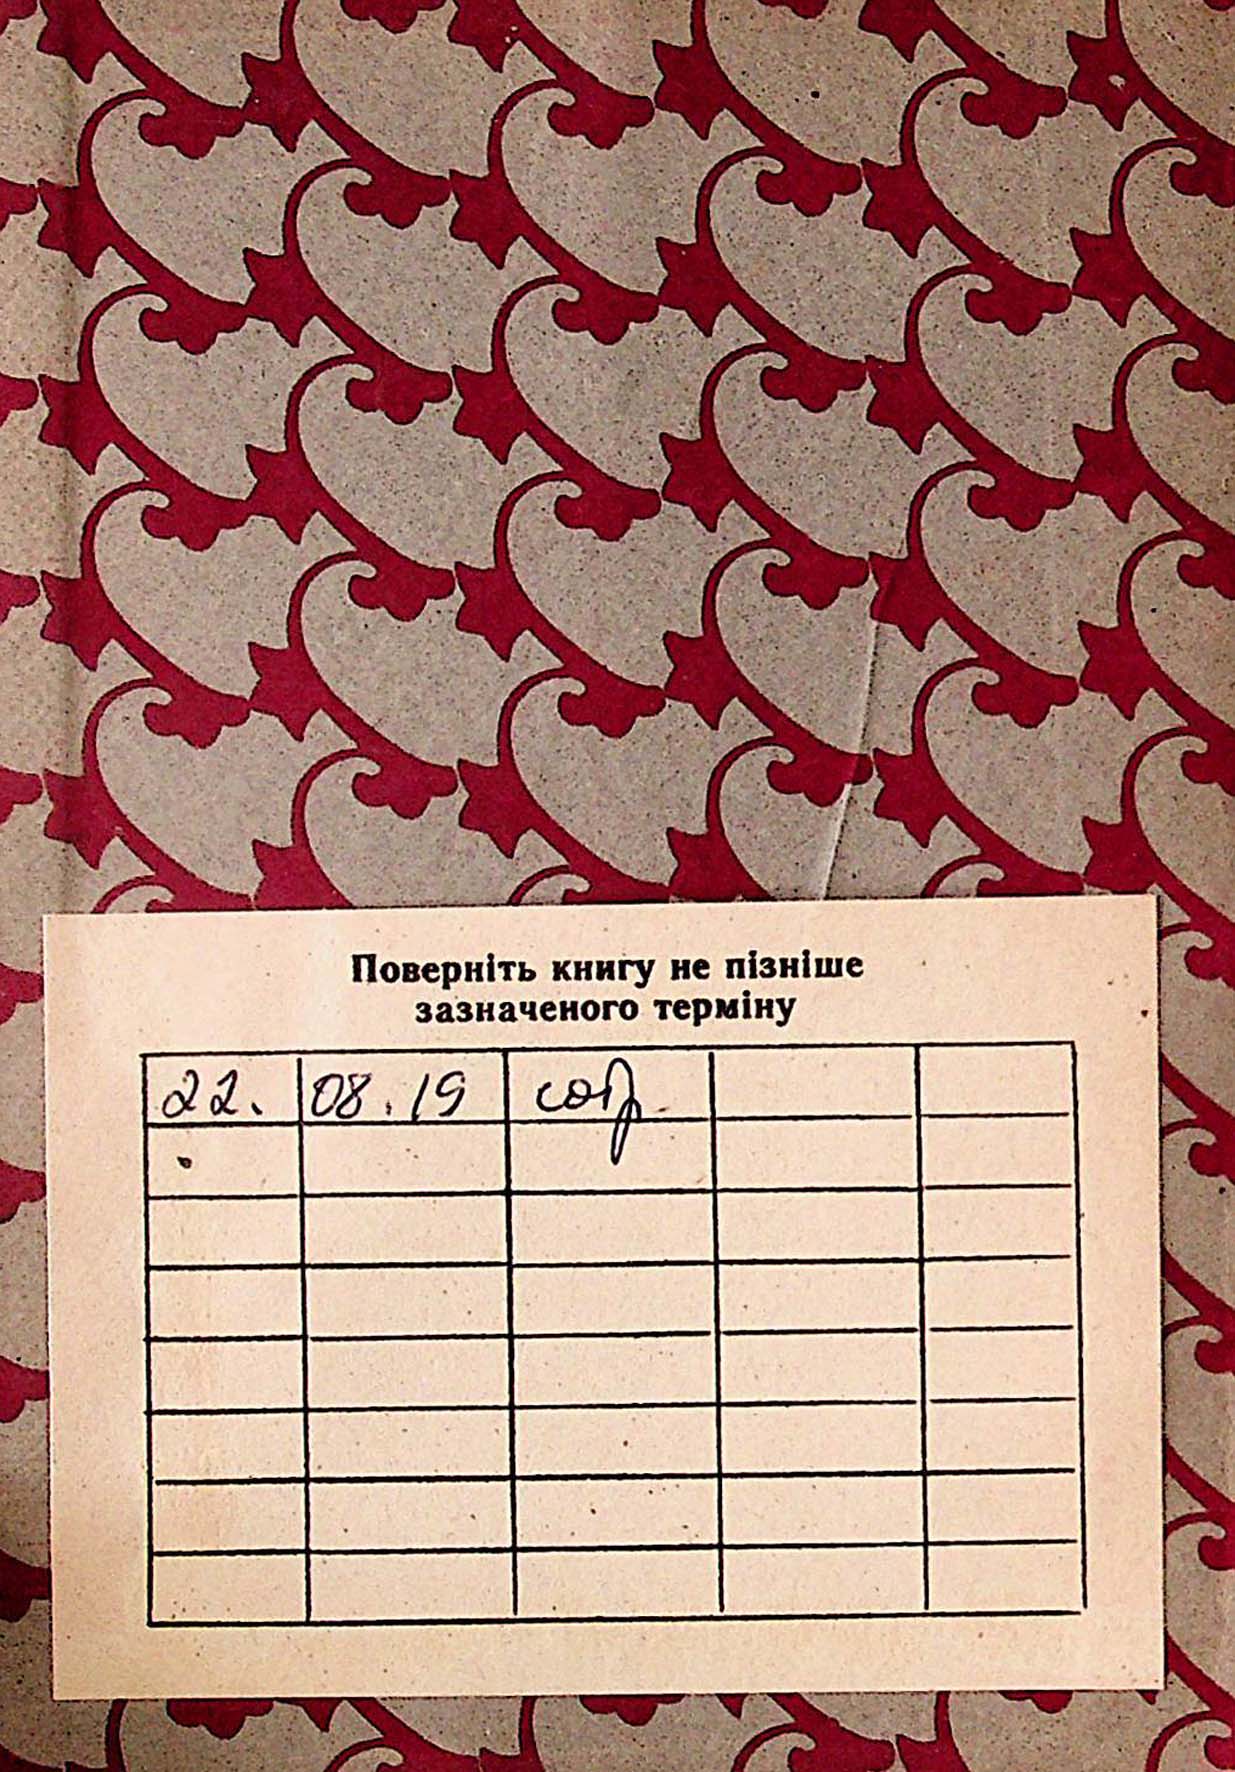 Поверніть книгу не пізніше
зазначеного терміну
22. 08.19